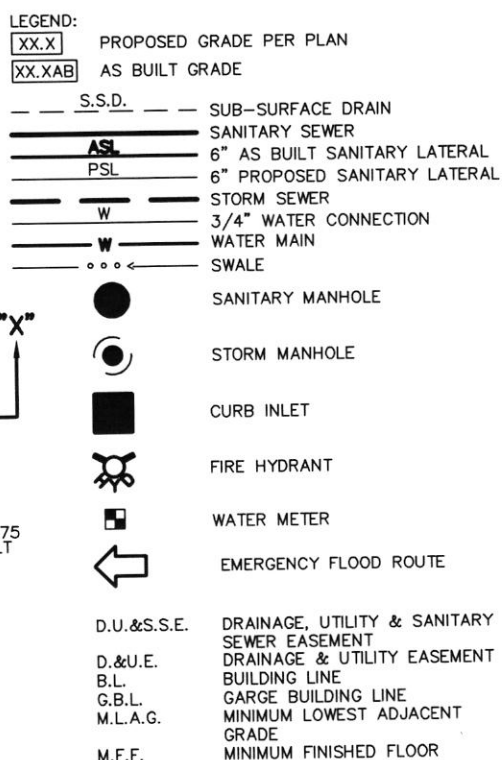 LEGEND:
XX.X PROPOSED GRADE PER PLAN
XX.XAB AS BUILT GRADE
S.S.D. SUB-SURFACE DRAIN
SANITARY SEWER
ASL 6" AS BUILT SANITARY LATERAL
PSL 6" PROPOSED SANITARY LATERAL
STORM SEWER
W 3/4" WATER CONNECTION
W WATER MAIN
SWALE
SANITARY MANHOLE
"X"
STORM MANHOLE
CURB INLET
FIRE HYDRANT
WATER METER
75
LT
EMERGENCY FLOOD ROUTE
D.U.&S.S.E. DRAINAGE, UTILITY & SANITARY
SEWER EASEMENT
D.&U.E. DRAINAGE & UTILITY EASEMENT
B.L. BUILDING LINE
G.B.L. GARGE BUILDING LINE
M.L.A.G. MINIMUM LOWEST ADJACENT
GRADE
M.F.F. MINIMUM FINISHED FLOOR